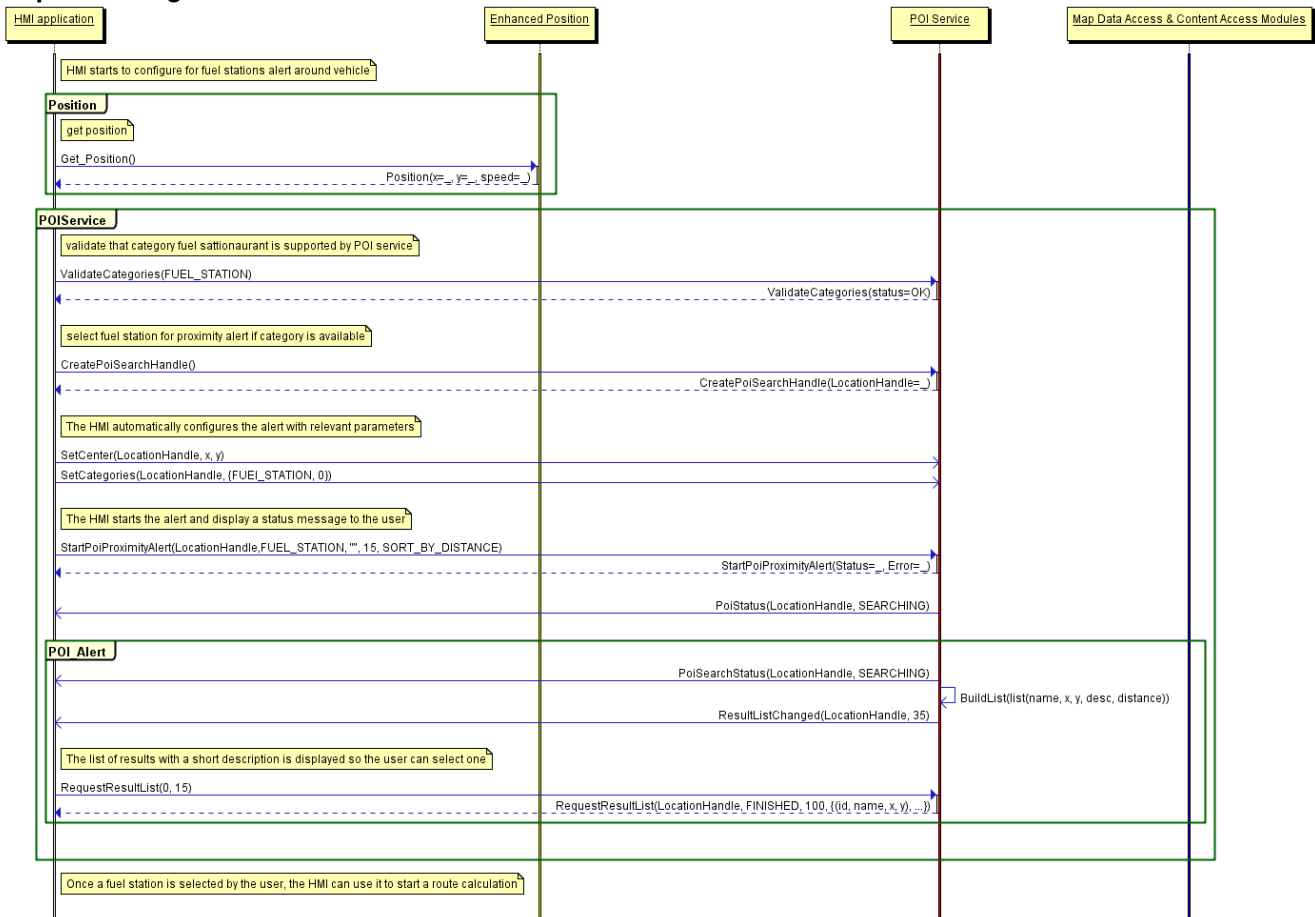 HMI application
Enhanced Position
POI Service
Map Data Access & Content Access Modules
HMI starts to configure for fuel stations alert around vehicle
Position
get position
Get_Position()
Position(x=_, y=_, speed=_)
POIService
validate that category fuel sattionaurant is supported by POI service
ValidateCategories(FUEL_STATION)
ValidateCategories(status=OK)
select fuel station for proximity alert if category is available
CreatePoiSearchHandle()
CreatePoiSearchHandle(LocationHandle=_)
The HMI automatically configures the alert with relevant parameters
SetCenter(LocationHandle, x, y)
SetCategories(LocationHandle, {FUEl_STATION, 0})
The HMI starts the alert and display a status message to the user
StartPoiProximityAlert(LocationHandle,FUEL_STATION, "", 15, SORT_BY_DISTANCE)
StartPoiProximityAlert(Status=_, Error=_)
PoiStatus(LocationHandle, SEARCHING)
POI_Alert
PoiSearchStatus(LocationHandle, SEARCHING)
BuildList(list(name, x, y, desc, distance))
ResultListChanged(LocationHandle, 35)
The list of results with a short description is displayed so the user can select one
RequestResultList(0, 15)
RequestResultList(LocationHandle, FINISHED, 100, {(id, name, x, y), ...})
Once a fuel station is selected by the user, the HMI can use it to start a route calculation